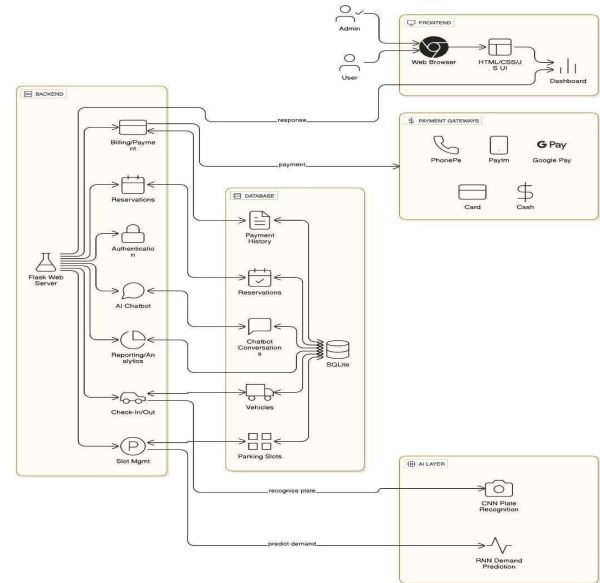 Admin
User
FRONTEND
Web Browser
HTML/CSS/J
S UI
Dashboard
BACKEND
response
PAYMENT GATEWAYS
PhonePe
Paytm
G Pay
Google Pay
Card
Cash
Billing/Payme
nt
payment
Reservations
DATABASE
Payment
History
Authenticatio
n
Flask Web
Server
Reservations
AI Chatbot
Chatbot
Conversation
s
SQLite
Reporting/An
alytics
Check-In/Out
Vehicles
P
Slot Mgmt
Parking Slots
AI LAYER
recognize plate
CNN Plate
Recognition
predict demand
RNN Demand
Prediction